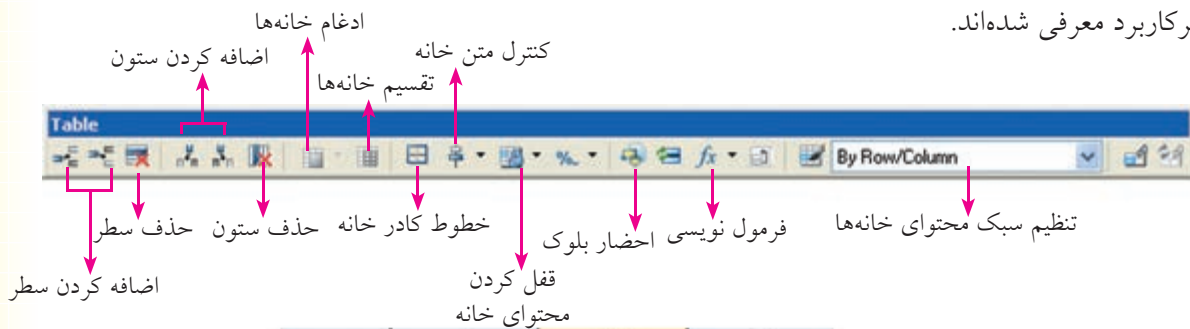 رکاربرد معرفی شده‌اند.
ادغام خانه‌ها
کنترل متن خانه
اضافه کردن ستون
تقسیم خانه‌ها
Table
fx
By Row/Column
تنظیم سبک محتوای خانه‌ها
فرمول نویسی
احضار بلوک
خطوط کادر خانه
حذف ستون
حذف سطر
قفل کردن
محتوای خانه
اضافه کردن سطر